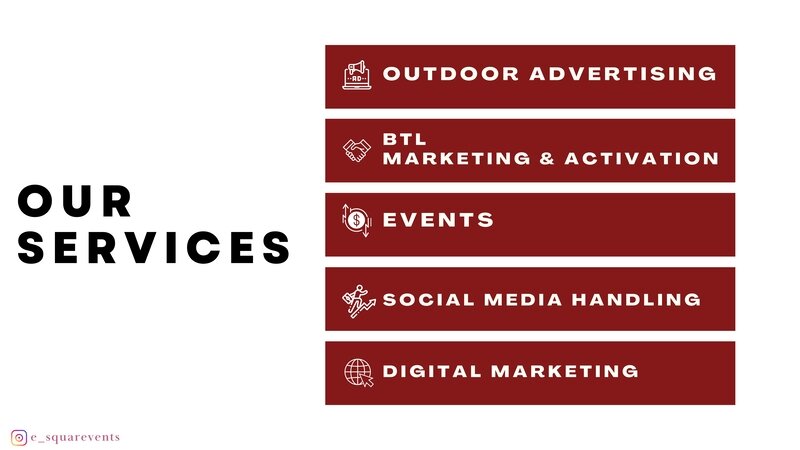 OUR
SERVICES
AD
OUTDOOR ADVERTISING
BTL
MARKETING & ACTIVATION
$
EVENTS
SOCIAL MEDIA HANDLING
DIGITAL MARKETING
e_squarevents